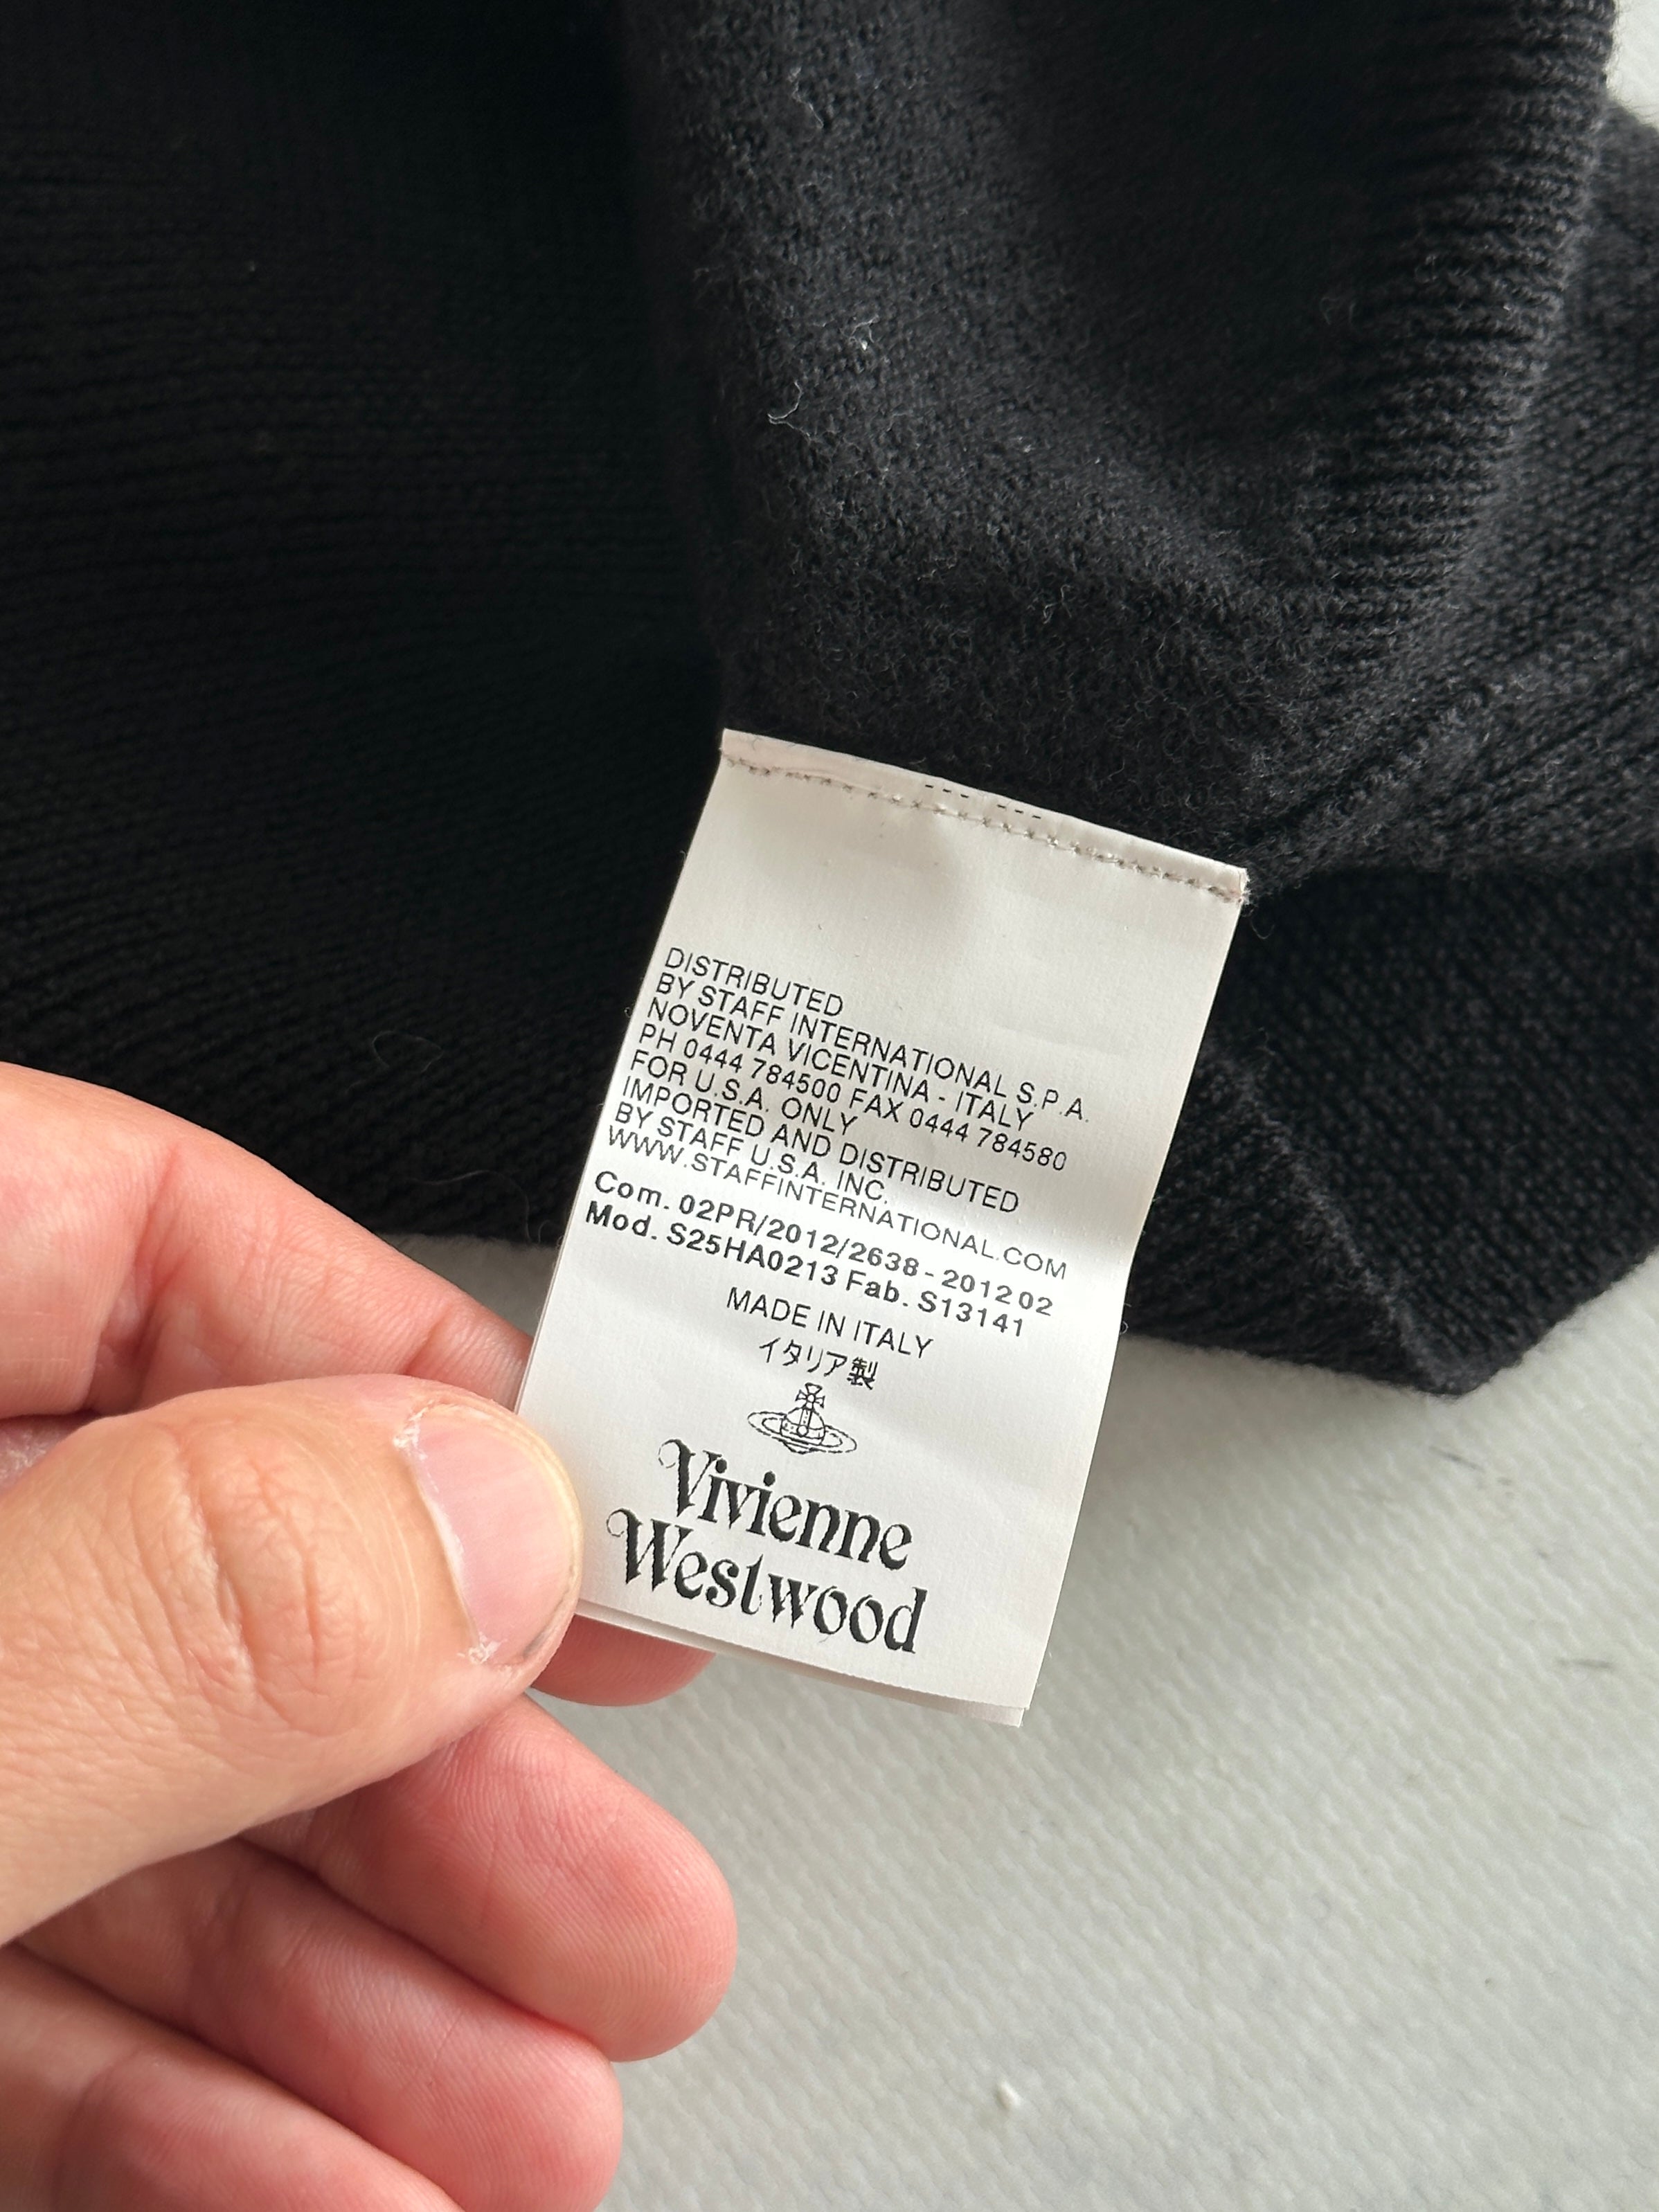 DISTRIBUTED
BY STAFF INTERNATIONAL S.P.A.
NOVENTA VICENTINA - ITALY
PH 0444 784500 FAX 0444 784580
FOR U.S.A. ONLY
IMPORTED AND DISTRIBUTED
BY STAFF U.S.A. INC.
WWW.STAFFINTERNATIONAL.COM
Com. 02PR/2012/2638 - 2012 02
Mod. S25HA0213 Fab. S13141
MADE IN ITALY
イタリア製
Vivienne
Westwood